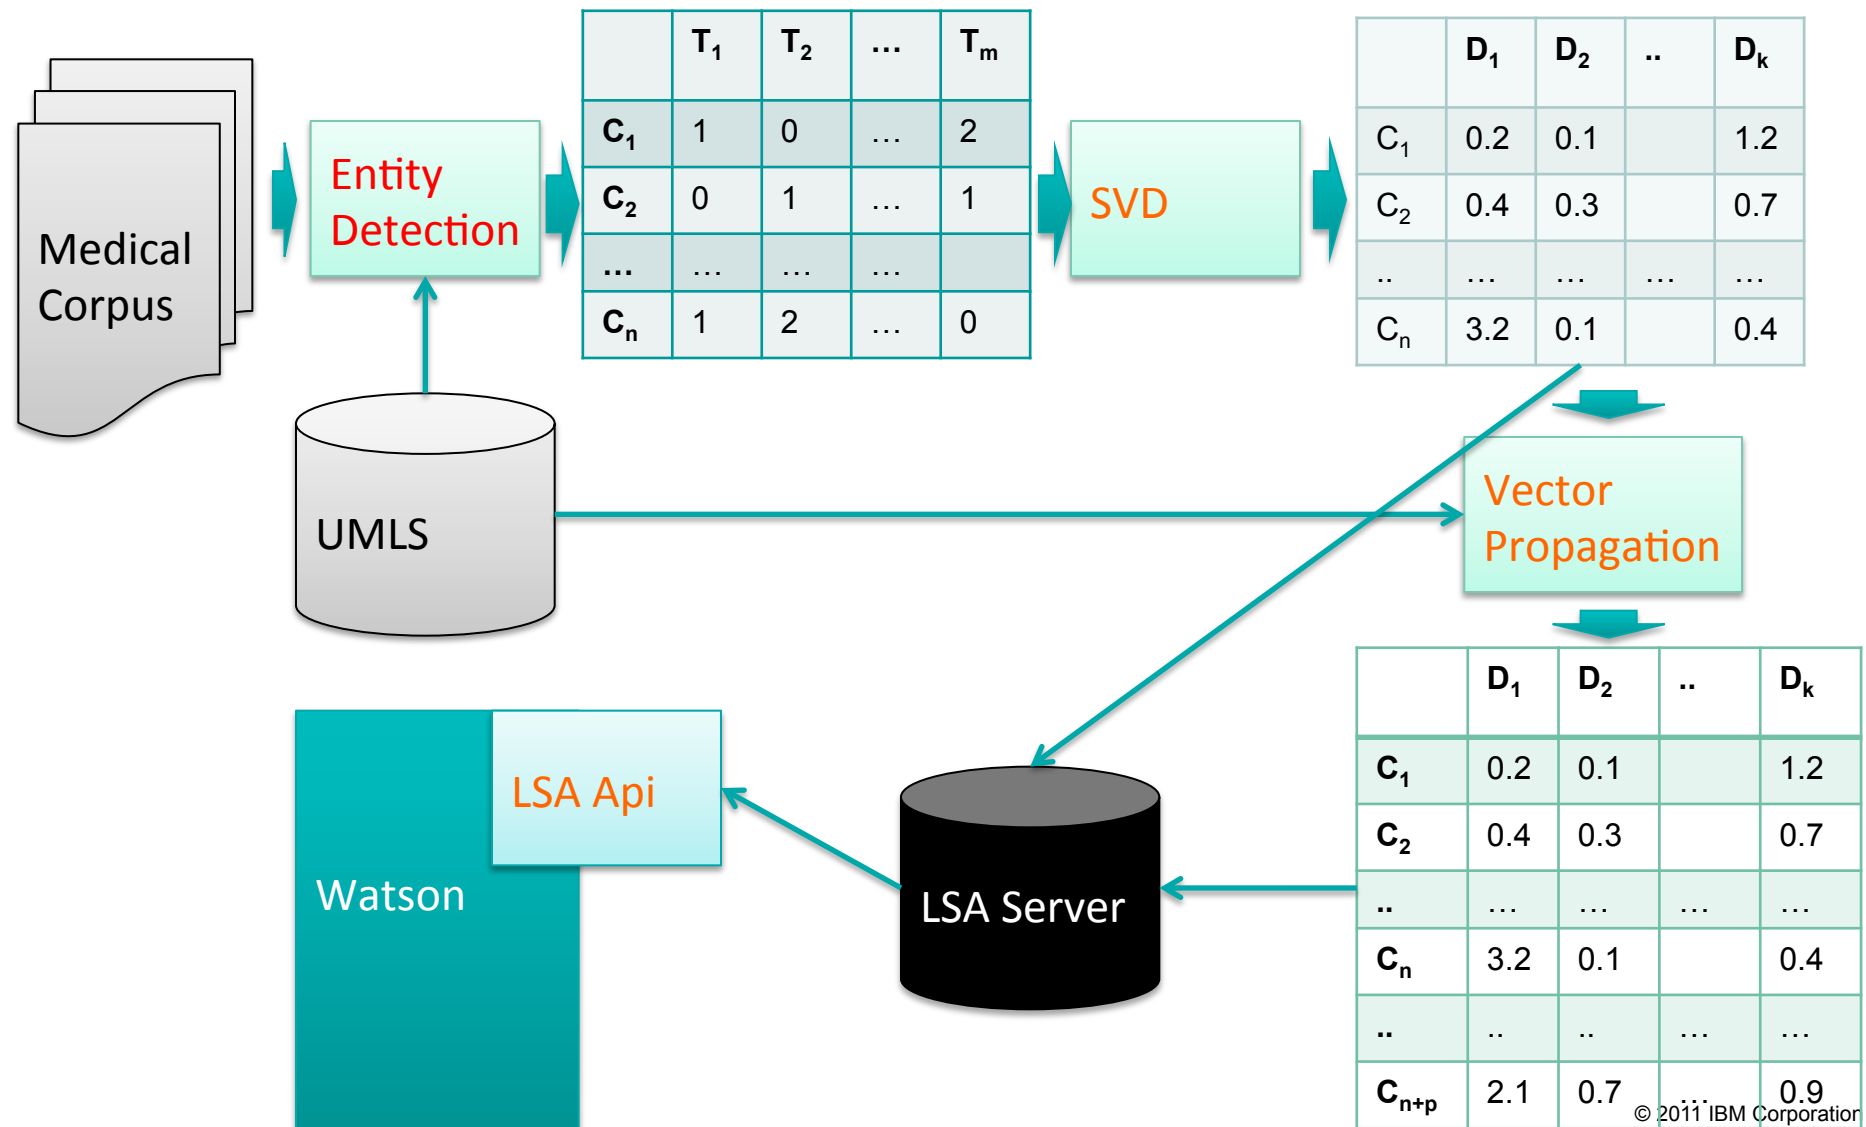 Medical
Corpus
Entity
Detection
T1 T2 ... Tm
C1 1 0 ... 2
C2 0 1 ... 1
... ... ... ...
Cn 1 2 ... 0
SVD
D1 D2 .. Dk
C1 0.2 0.1 1.2
C2 0.4 0.3 0.7
.. ... ... ... ...
Cn 3.2 0.1 0.4
UMLS
Vector
Propagation
D1 D2 .. Dk
C1 0.2 0.1 1.2
C2 0.4 0.3 0.7
.. ... ... ... ...
Cn 3.2 0.1 0.4
.. .. .. ... ...
Cn+p 2.1 0.7 ... 0.9
LSA Api
Watson
LSA Server
© 2011 IBM Corporation